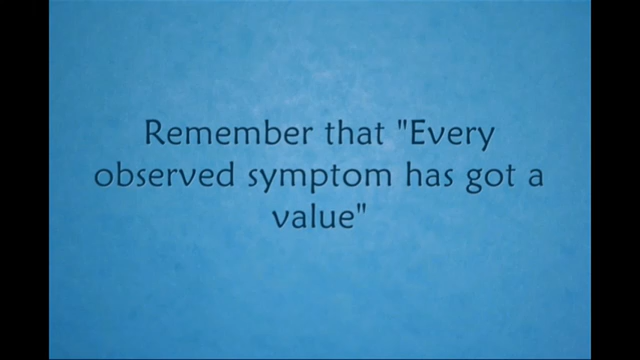 Remember that "Every
observed symptom has got a
value"